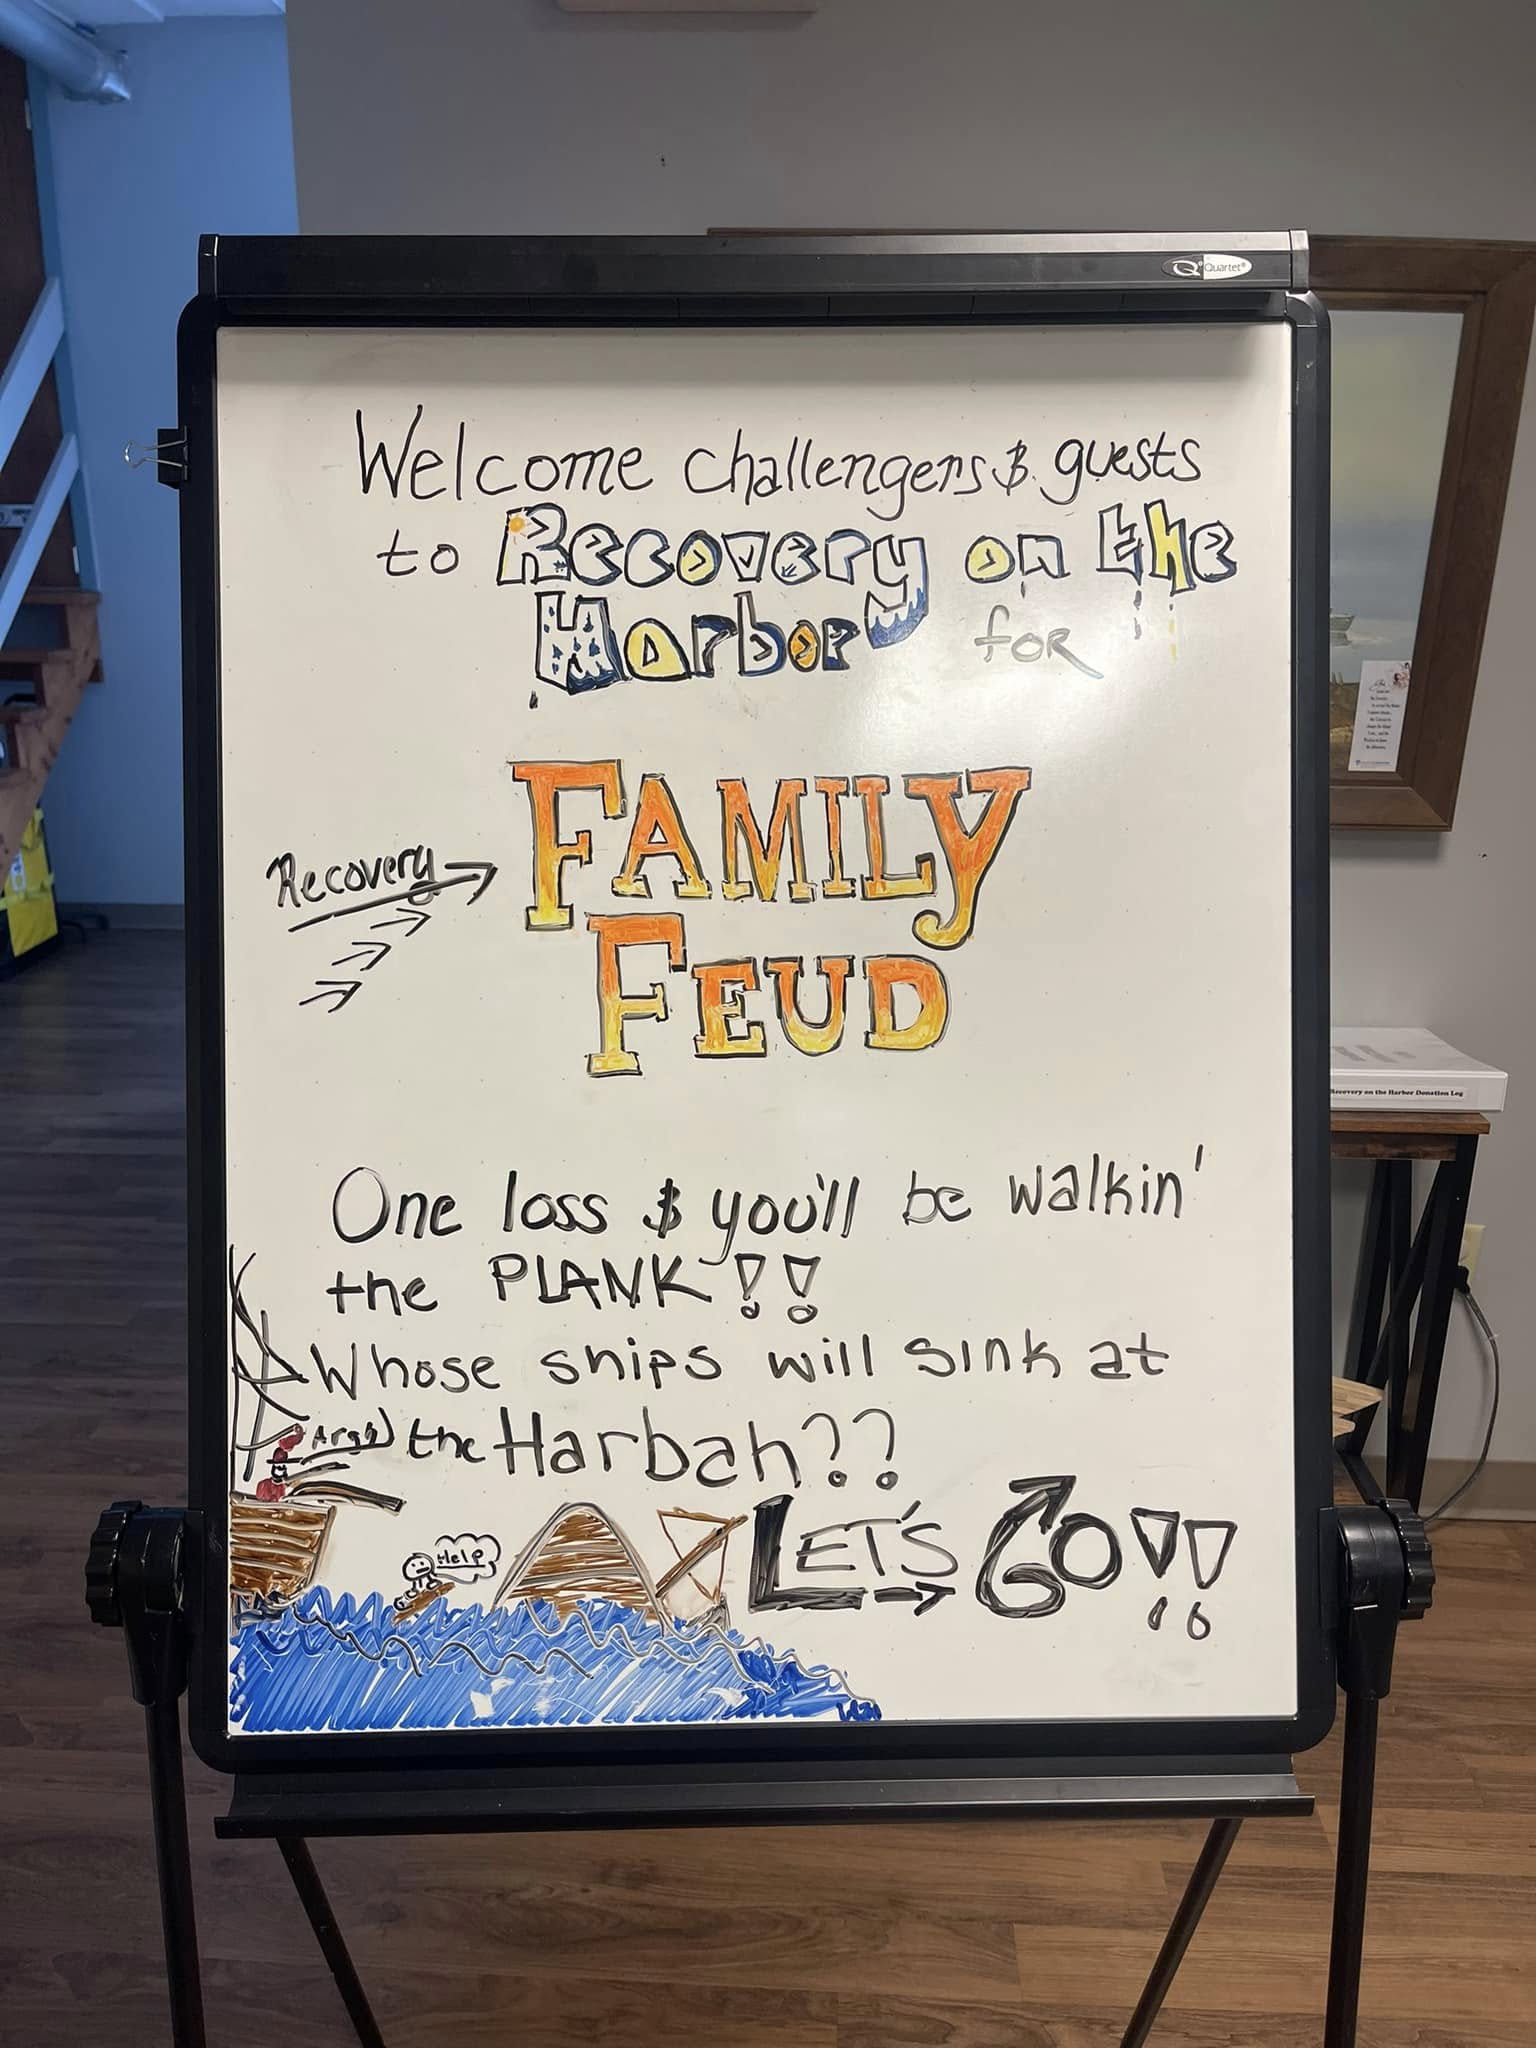 Quartet®
Welcome challengers & guests
to Recovery on the
Harbor for
Recovery
FAMILY
FEUD
One loss & you'll be walkin'
the PLANK!!
Whose ships will sink at
the Harbah??
Help
LET'S GO!!
Recovery on the Harbor Donation Log